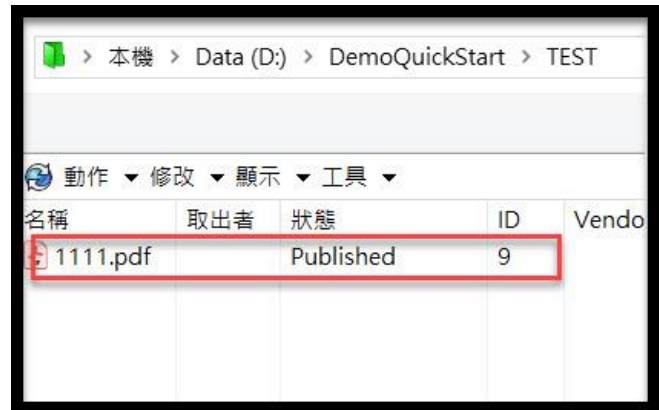 > 本機 > Data (D:) > DemoQuickStart > TEST
動作 ▼ 修改 ▼ 顯示 ▼ 工具 ▼
名稱 取出者 狀態 ID Vendo
1111.pdf Published 9